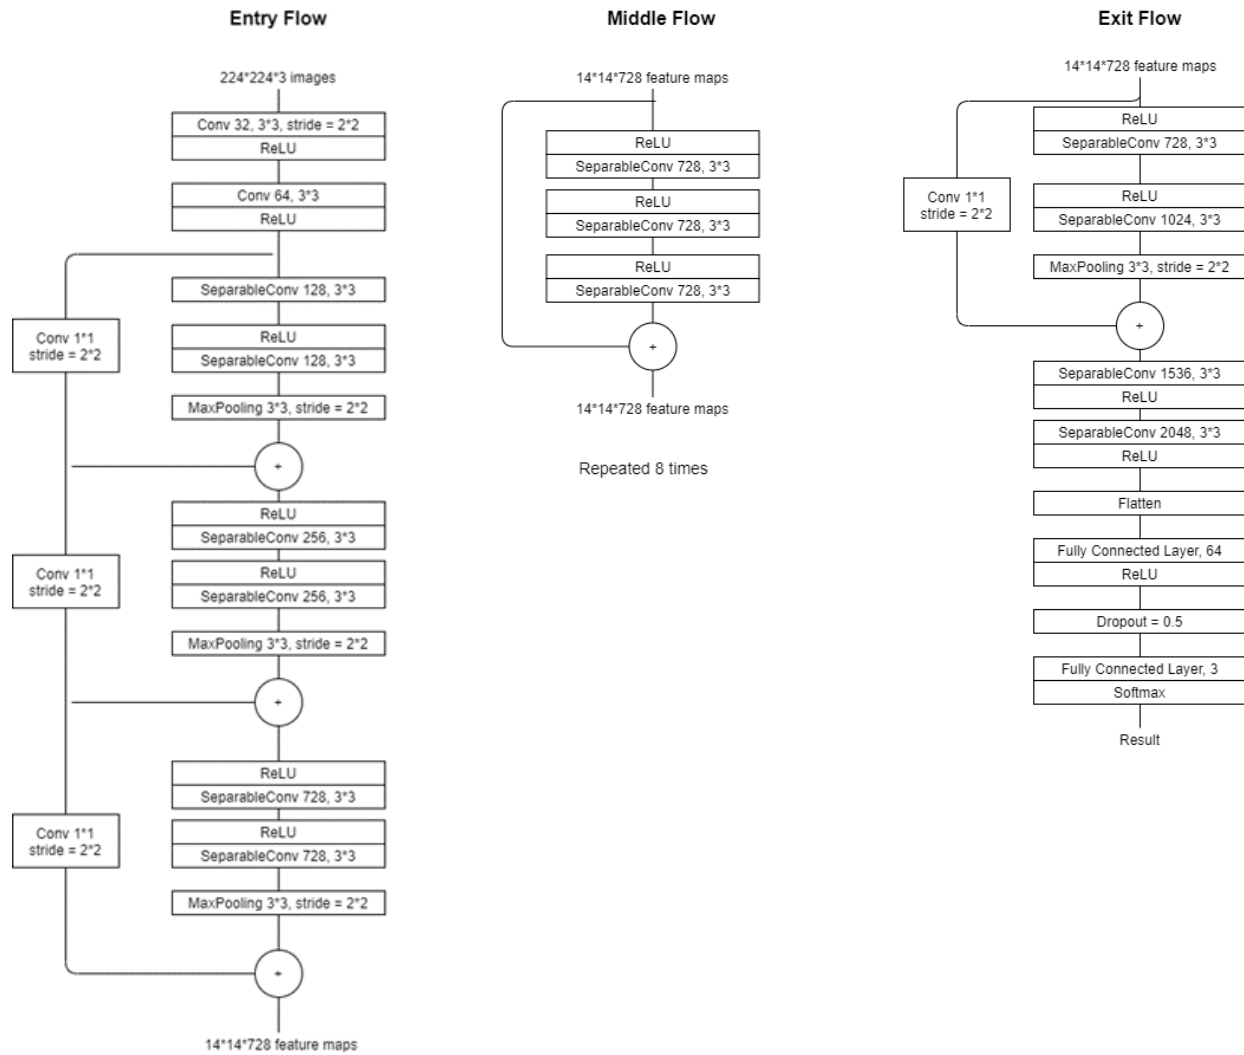 Entry Flow
224*224*3 images
Conv 32, 3*3, stride = 2*2
ReLU
Conv 64, 3*3
ReLU
SeparableConv 128, 3*3
Conv 1*1
stride = 2*2
ReLU
SeparableConv 128, 3*3
MaxPooling 3*3, stride = 2*2
+
ReLU
SeparableConv 256, 3*3
Conv 1*1
stride = 2*2
ReLU
SeparableConv 256, 3*3
MaxPooling 3*3, stride = 2*2
+
ReLU
SeparableConv 728, 3*3
Conv 1*1
stride = 2*2
ReLU
SeparableConv 728, 3*3
MaxPooling 3*3, stride = 2*2
+
14*14*728 feature maps
Middle Flow
14*14*728 feature maps
ReLU
SeparableConv 728, 3*3
ReLU
SeparableConv 728, 3*3
ReLU
SeparableConv 728, 3*3
+
14*14*728 feature maps
Repeated 8 times
Exit Flow
14*14*728 feature maps
ReLU
SeparableConv 728, 3*3
Conv 1*1
stride = 2*2
ReLU
SeparableConv 1024, 3*3
MaxPooling 3*3, stride = 2*2
+
SeparableConv 1536, 3*3
ReLU
SeparableConv 2048, 3*3
ReLU
Flatten
Fully Connected Layer, 64
ReLU
Dropout = 0.5
Fully Connected Layer, 3
Softmax
Result